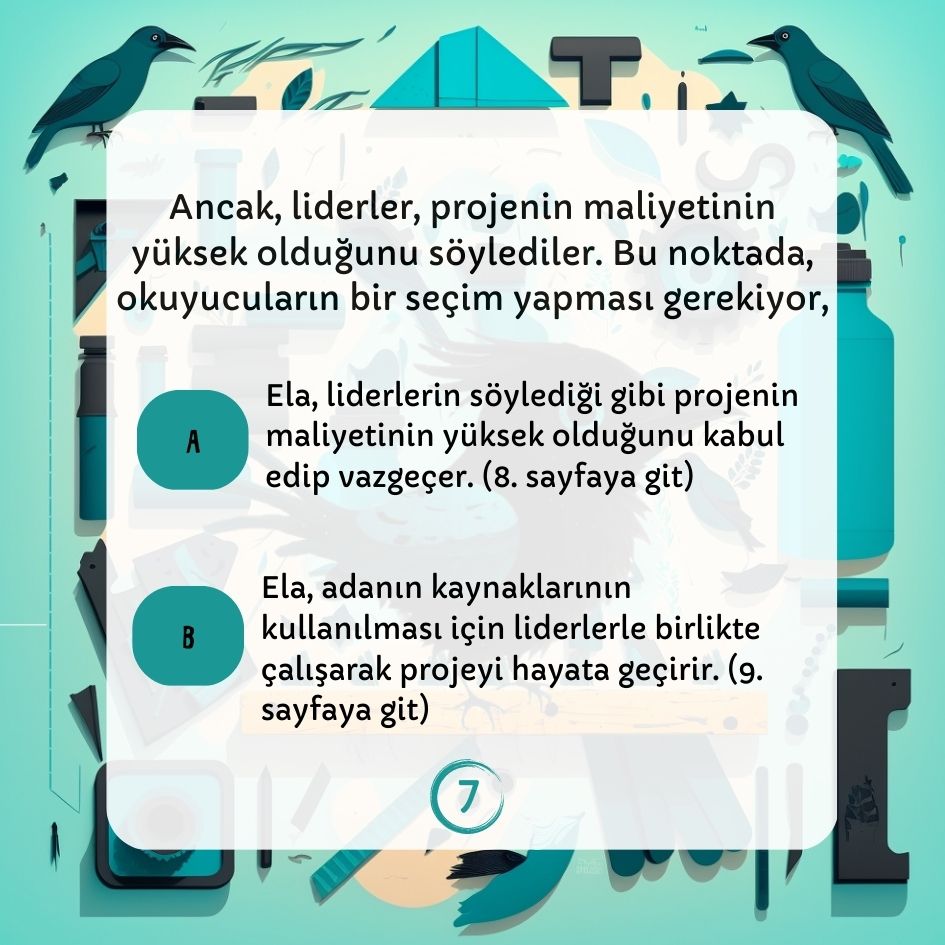 Ancak, liderler, projenin maliyetinin
yüksek olduğunu söylediler. Bu noktada,
okuyucuların bir seçim yapması gerekiyor,
A
Ela, liderlerin söylediği gibi projenin
maliyetinin yüksek olduğunu kabul
edip vazgeçer. (8. sayfaya git)
B
Ela, adanın kaynaklarının
kullanılması için liderlerle birlikte
çalışarak projeyi hayata geçirir. (9.
sayfaya git)
7